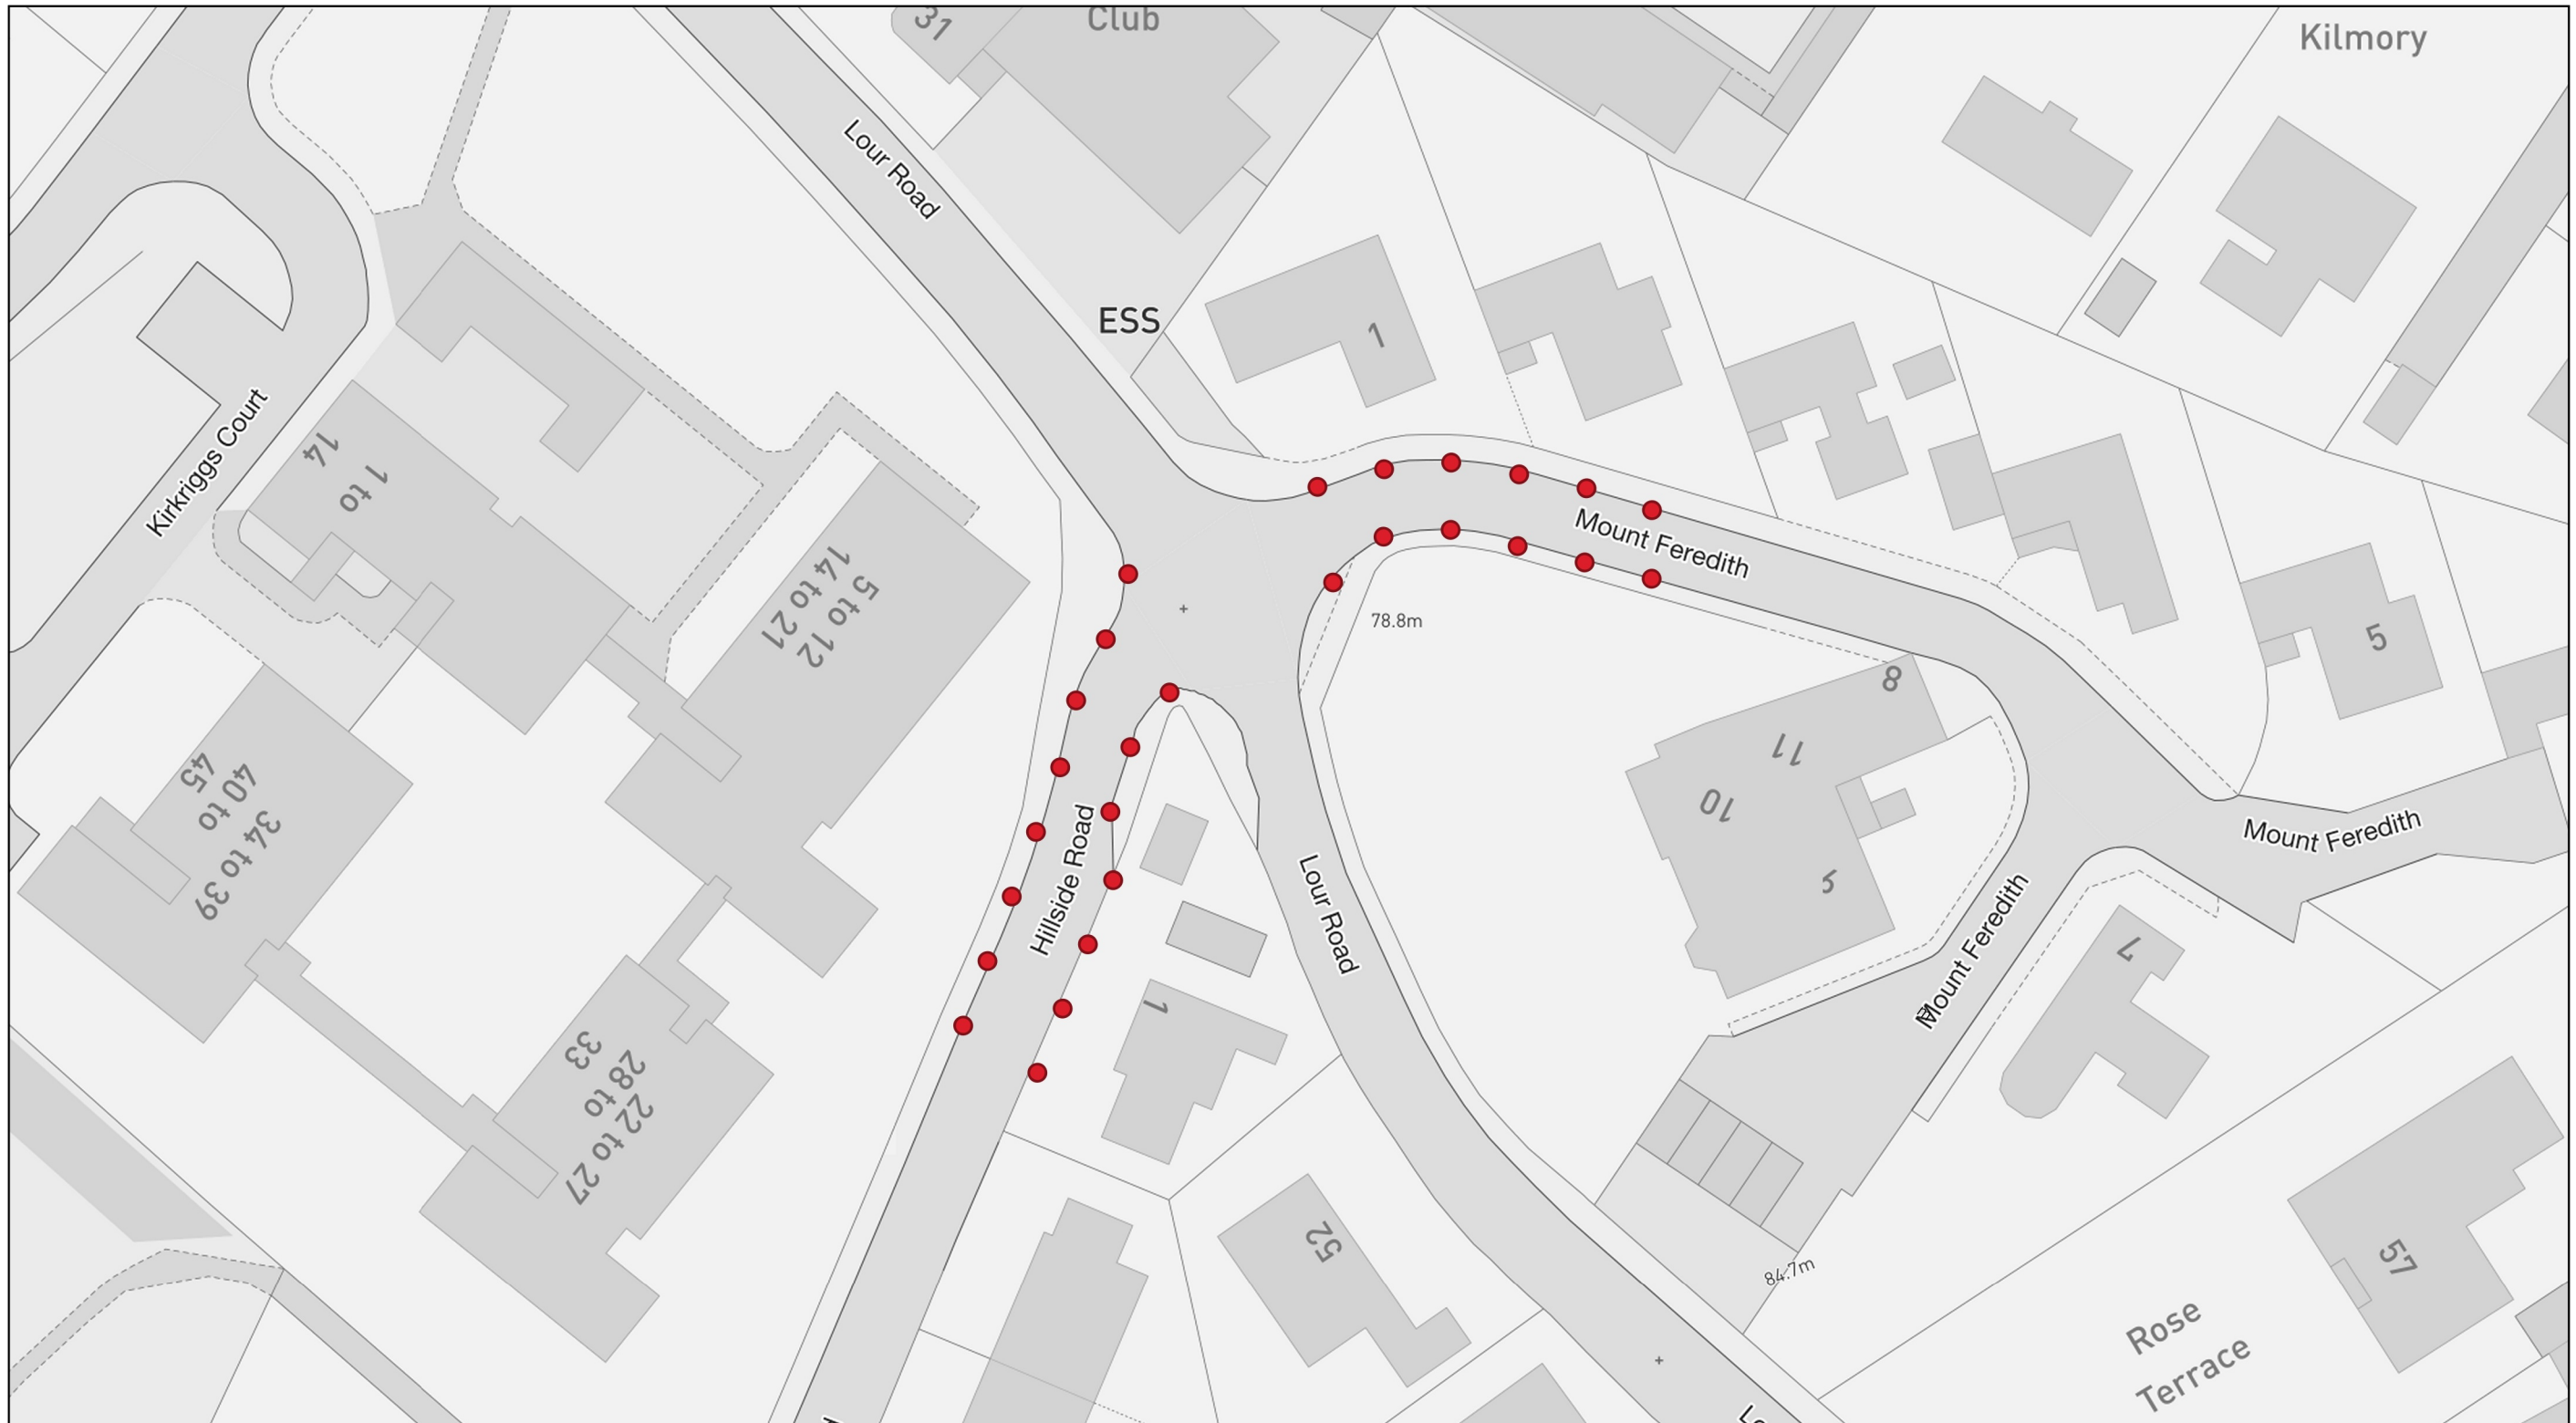 31
Club
Kilmory
Lour Road
ESS
1
Kirkriggs Court
14
1 to
Mount Feredith
5 to 12
14 to 21
78.8m
8
5
11
10
9
45
40 to
34 to 39
Mount Feredith
Hillside Road
Lour Road
Mount Feredith
7
1
33
28 to
22 to 27
52
57
84.7m
Rose
Terrace
Lo